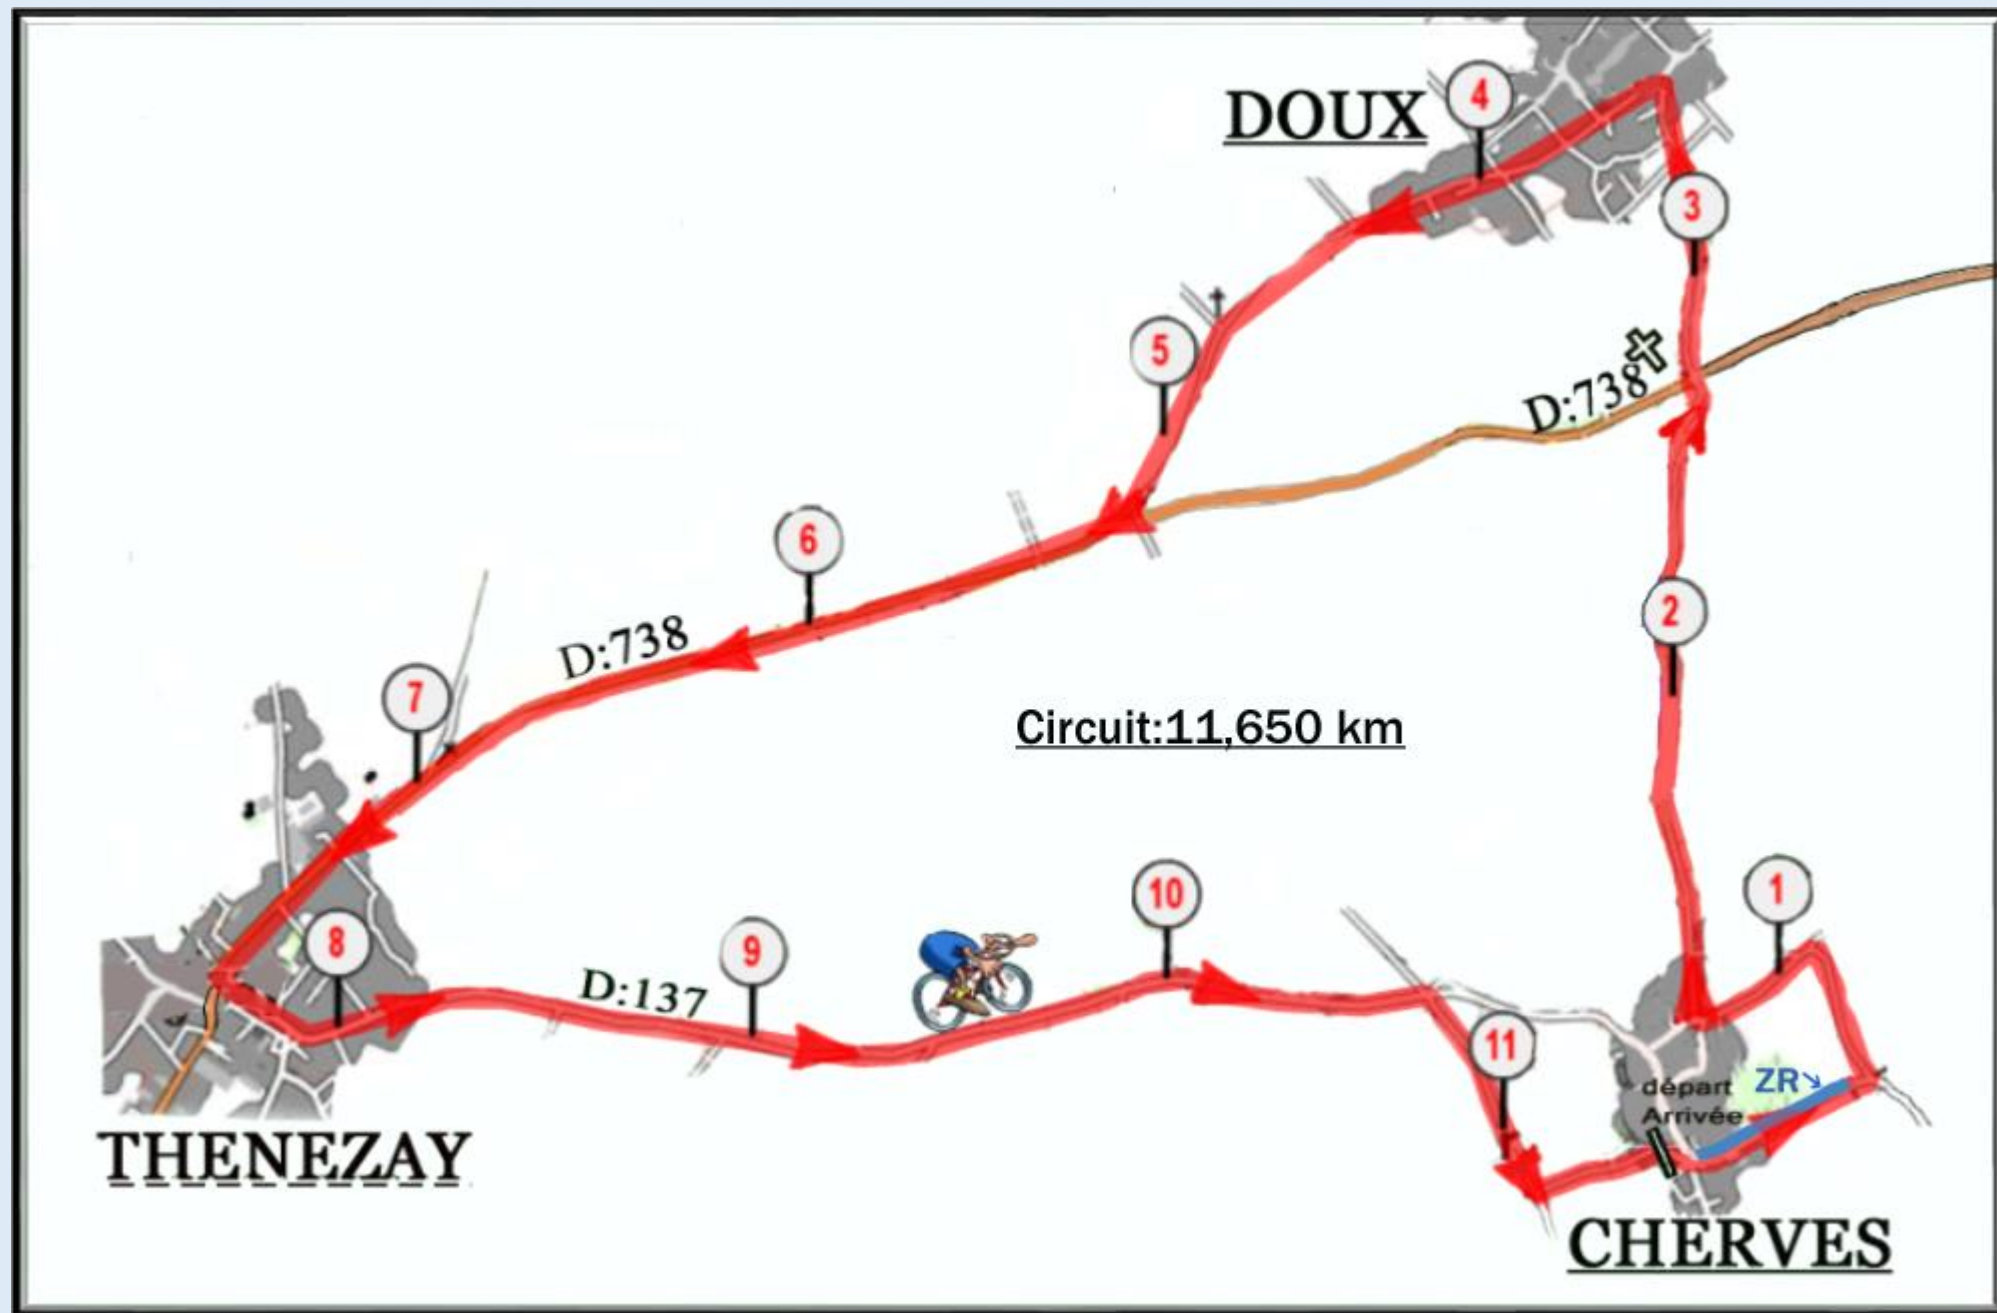 DOUX
4
3
5
D:738
6
2
D:738
7
Circuit:11,650 km
1
10
8
9
D:137
11
départ
ZR
Arrivée
THENEZAY
CHERVES